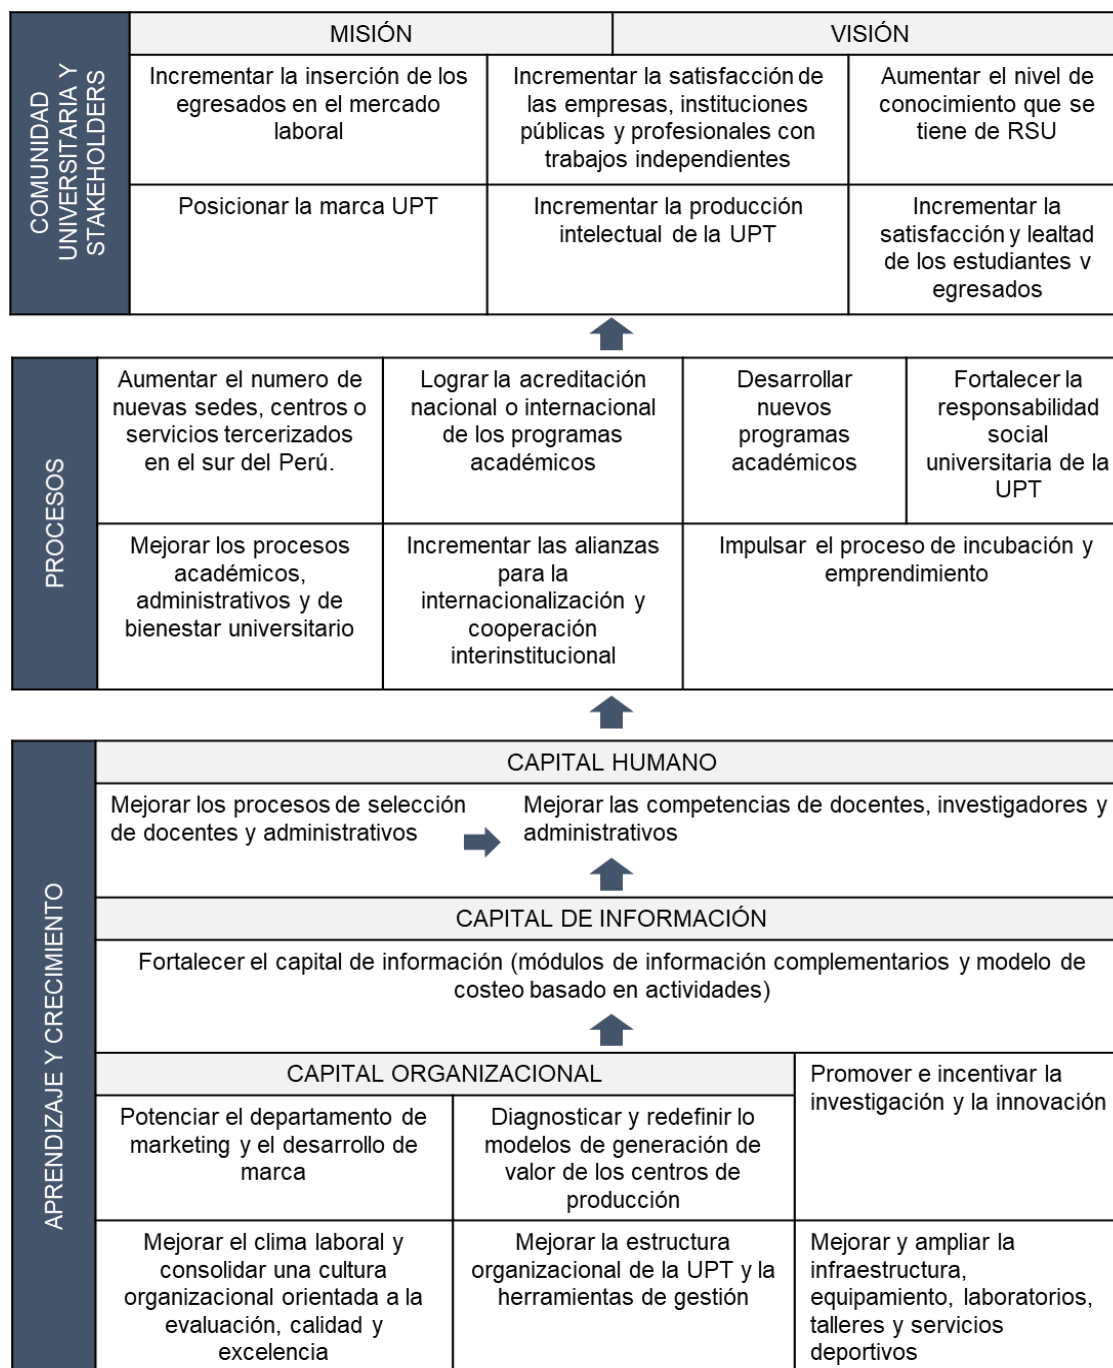 COMUNIDAD
UNIVERSITARIA Y
STAKEHOLDERS
MISIÓN
VISIÓN
Incrementar la inserción de los
egresados en el mercado
laboral
Incrementar la satisfacción de
las empresas, instituciones
públicas y profesionales con
trabajos independientes
Aumentar el nivel de
conocimiento que se
tiene de RSU
Posicionar la marca UPT
Incrementar la producción
intelectual de la UPT
Incrementar la
satisfacción y lealtad
de los estudiantes v
egresados
PROCESOS
Aumentar el numero de
nuevas sedes, centros o
servicios tercerizados
en el sur del Perú.
Lograr la acreditación
nacional o internacional
de los programas
académicos
Desarrollar
nuevos
programas
académicos
Fortalecer la
responsabilidad
social
universitaria de la
UPT
Mejorar los procesos
académicos,
administrativos y de
bienestar universitario
Incrementar las alianzas
para la
internacionalización y
cooperación
interinstitucional
Impulsar el proceso de incubación y
emprendimiento
APRENDIZAJE Y CRECIMIENTO
CAPITAL HUMANO
Mejorar los procesos de selección
de docentes y administrativos
Mejorar las competencias de docentes, investigadores y
administrativos
CAPITAL DE INFORMACIÓN
Fortalecer el capital de información (módulos de información complementarios y modelo de
costeo basado en actividades)
CAPITAL ORGANIZACIONAL
Promover e incentivar la
investigación y la innovación
Potenciar el departamento de
marketing y el desarrollo de
marca
Diagnosticar y redefinir lo
modelos de generación de
valor de los centros de
producción
Mejorar el clima laboral y
consolidar una cultura
organizacional orientada a la
evaluación, calidad y
excelencia
Mejorar la estructura
organizacional de la UPT y la
herramientas de gestión
Mejorar y ampliar la
infraestructura,
equipamiento, laboratorios,
talleres y servicios
deportivos